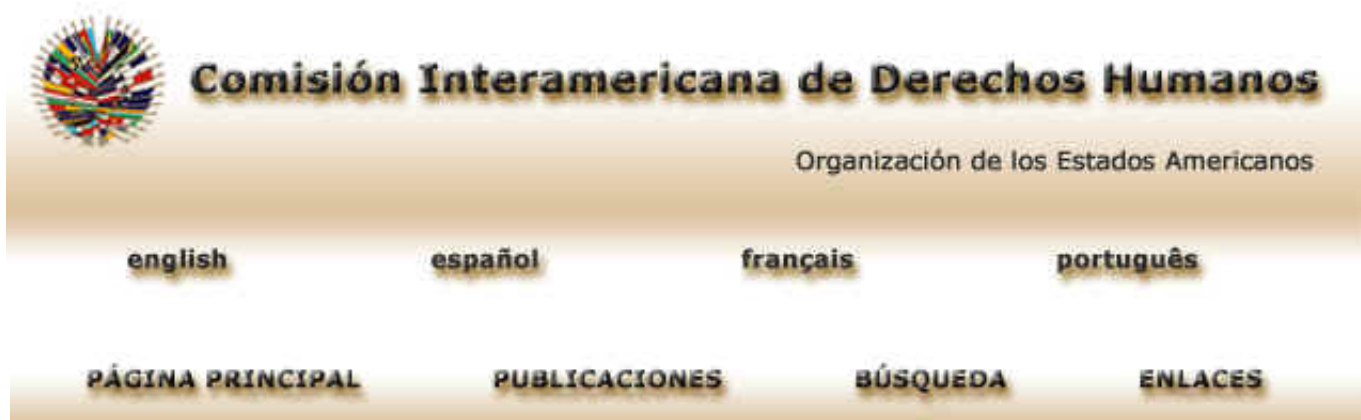 Comisión Interamericana de Derechos Humanos
Organización de los Estados Americanos
english español français português
PÁGINA PRINCIPAL PUBLICACIONES BÚSQUEDA ENLACES